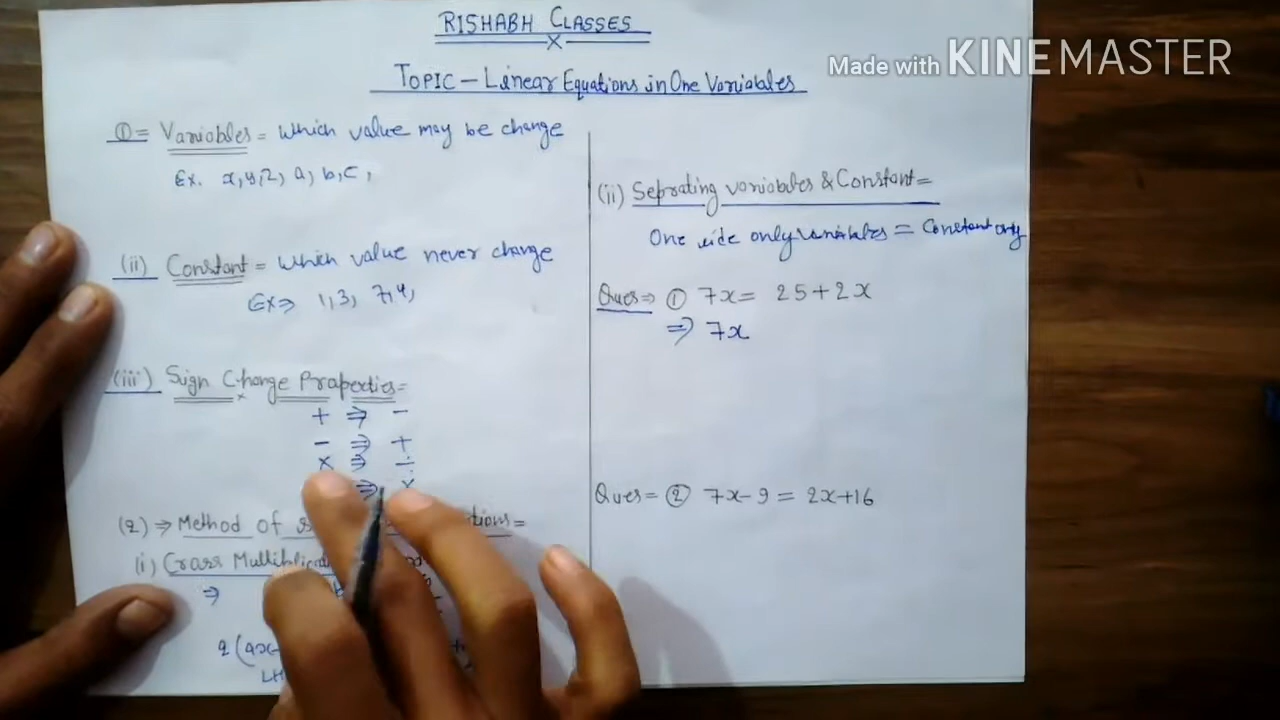 RISHABH CLASSES
Made with KINEMASTER
TOPIC - Linear Equations in One Variables
① = Variables = Which value may be change
Ex. x, y, z, a, b, c,
(ii) Constant = Which value never change
Ex ⇒ 1, 3, 7, 4,
(iii) Sign Change Properties =
+ ⇒ -
- ⇒ +
× ⇒ ÷
⇒ ×
(2) ⇒ Method of
(i) Cross
⇒
2(9x-
LH
(ii) Seprating variables & Constant =
One side only variables = Constant only
Ques ⇒ ① 7x = 25 + 2x
⇒ 7x
Ques = ② 7x - 9 = 2x + 16